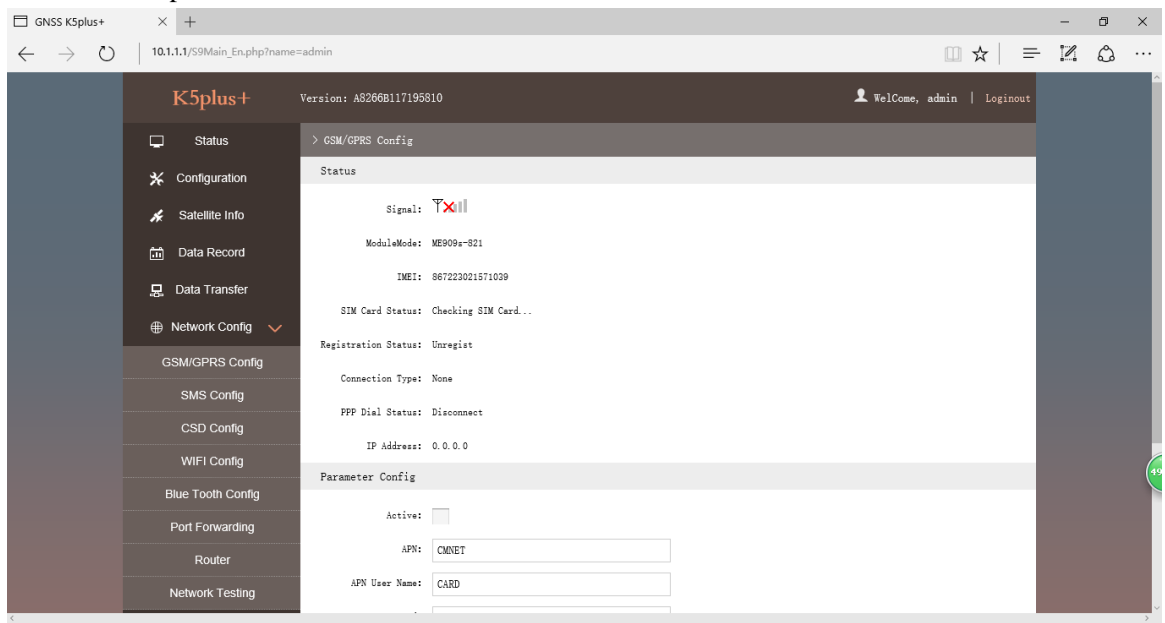 GNSS K5plus+
10.1.1.1/S9Main_En.php?name=admin
K5plus+
Version: A8266B117195810
WelCome, admin | Loginout
Status
Configuration
Satellite Info
Data Record
Data Transfer
Network Config
GSM/GPRS Config
SMS Config
CSD Config
WIFI Config
Blue Tooth Config
Port Forwarding
Router
Network Testing
> GSM/GPRS Config
Status
Signal:
ModuleMode: ME909s-821
IMEI: 867223021571039
SIM Card Status: Checking SIM Card...
Registration Status: Unregist
Connection Type: None
PPP Dial Status: Disconnect
IP Address: 0.0.0.0
Parameter Config
Active:
APN: CMNET
APN User Name: CARD
49